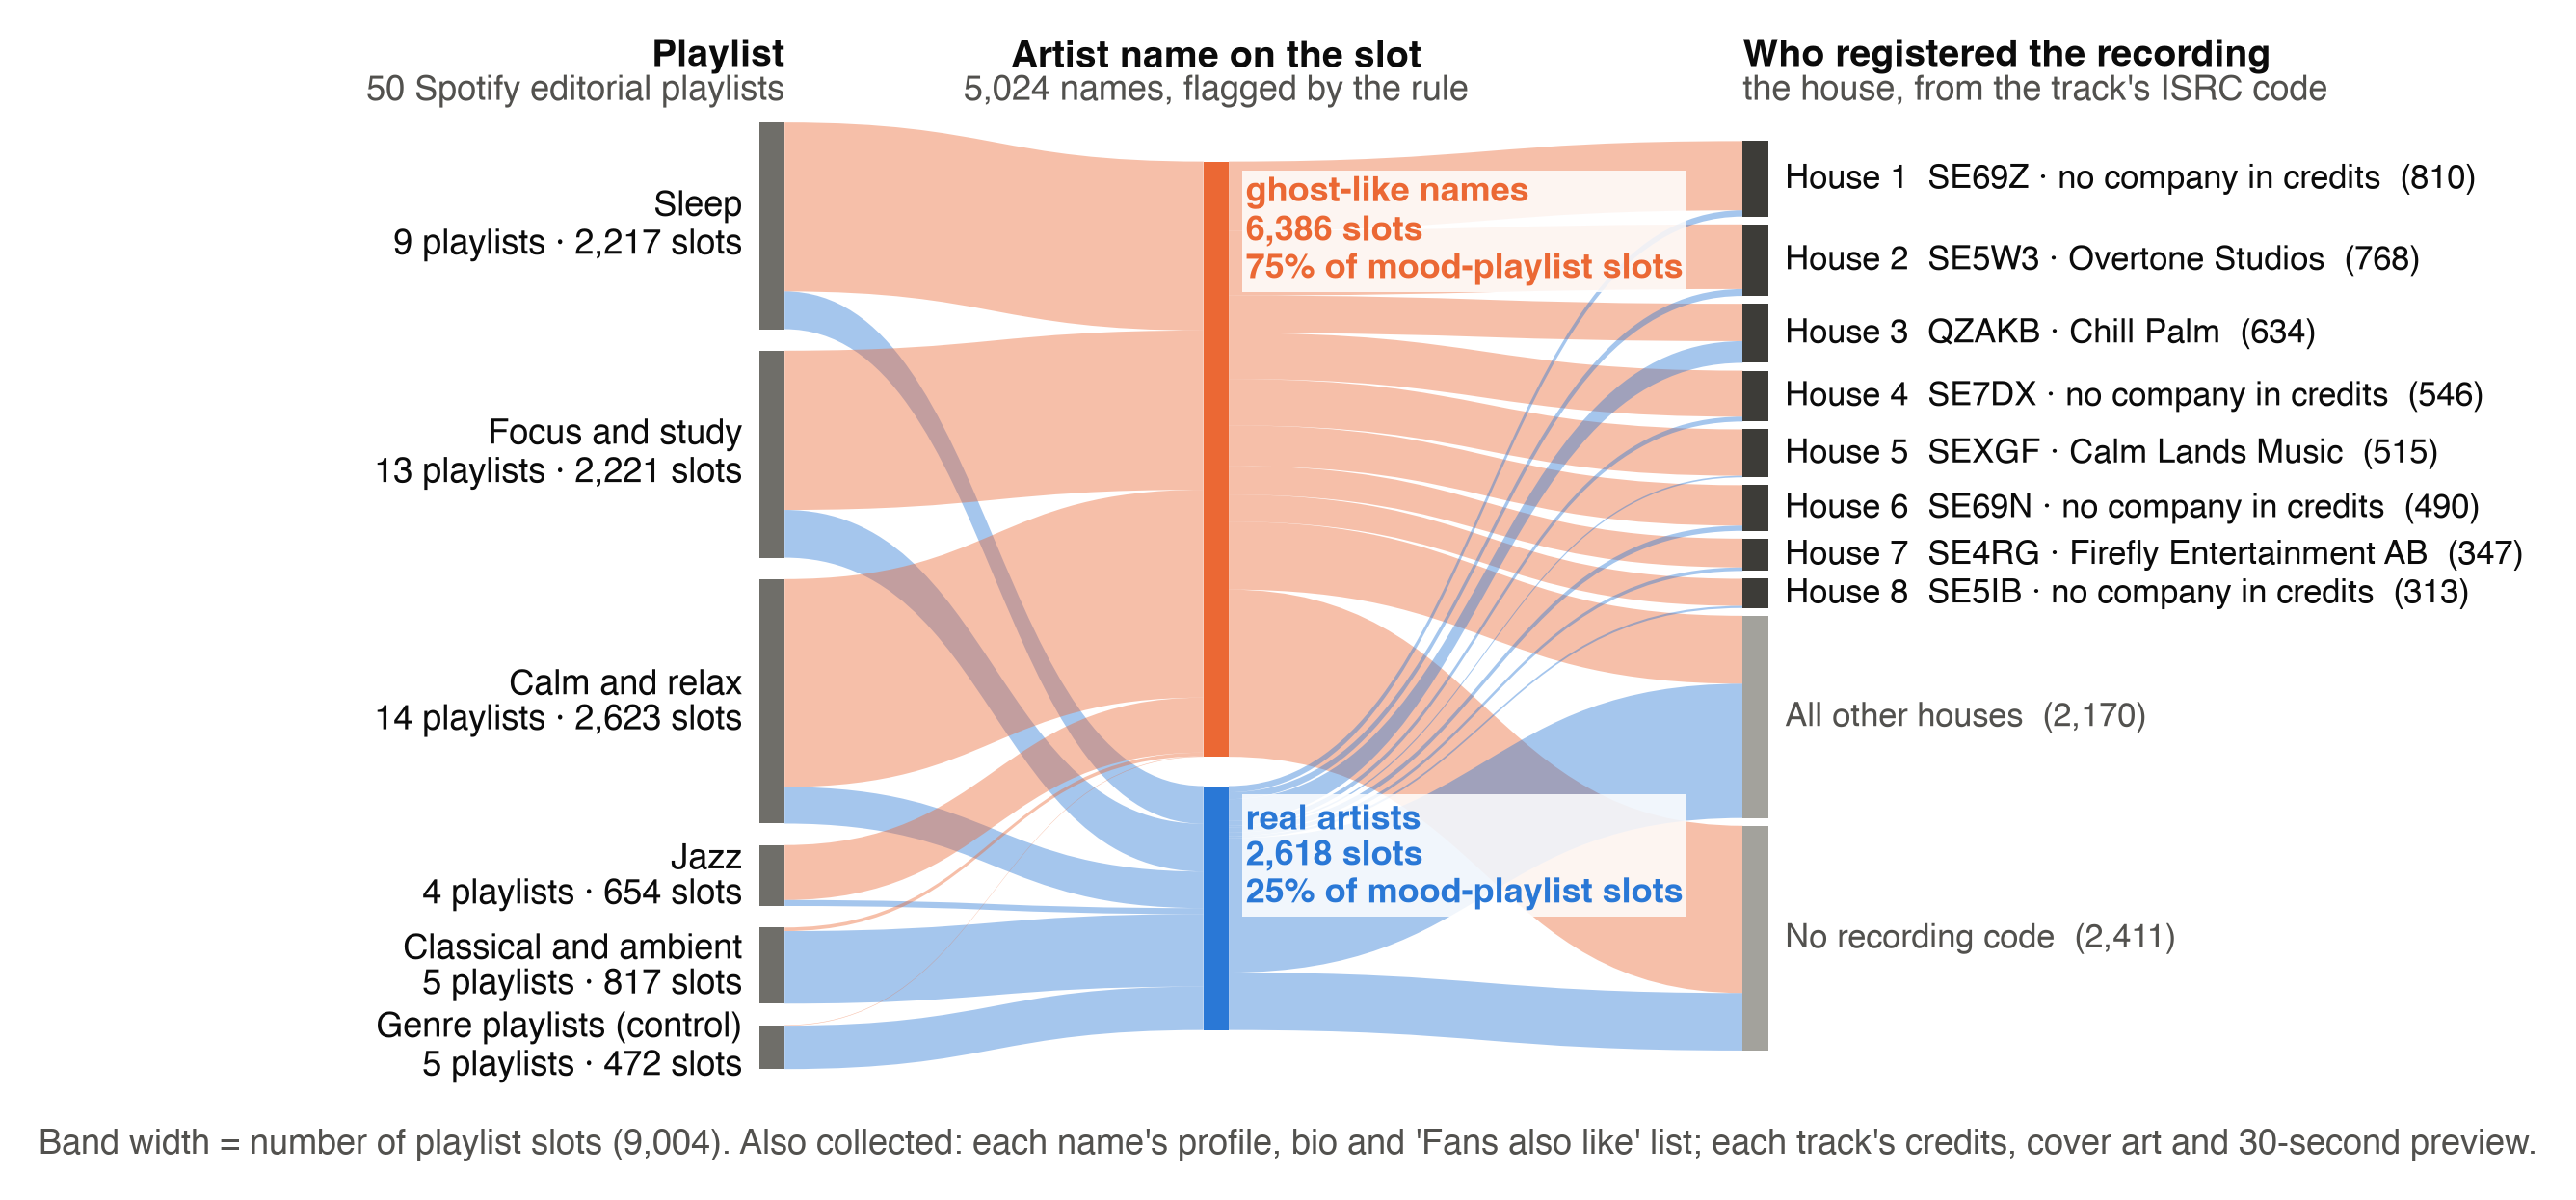 Playlist
50 Spotify editorial playlists
Artist name on the slot
5,024 names, flagged by the rule
Who registered the recording
the house, from the track's ISRC code
Sleep
9 playlists · 2,217 slots
Focus and study
13 playlists · 2,221 slots
Calm and relax
14 playlists · 2,623 slots
Jazz
4 playlists · 654 slots
Classical and ambient
5 playlists · 817 slots
Genre playlists (control)
5 playlists · 472 slots
ghost-like names
6,386 slots
75% of mood-playlist slots
real artists
2,618 slots
25% of mood-playlist slots
House 1 SE69Z · no company in credits (810)
House 2 SE5W3 · Overtone Studios (768)
House 3 QZAKB · Chill Palm (634)
House 4 SE7DX · no company in credits (546)
House 5 SEXGF · Calm Lands Music (515)
House 6 SE69N · no company in credits (490)
House 7 SE4RG · Firefly Entertainment AB (347)
House 8 SE5IB · no company in credits (313)
All other houses (2,170)
No recording code (2,411)
Band width = number of playlist slots (9,004). Also collected: each name's profile, bio and 'Fans also like' list; each track's credits, cover art and 30-second preview.